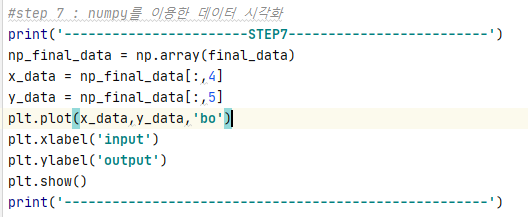 #step 7 : numpy를 이용한 데이터 시각화
print('-----------------------STEP7-------------------------')
np_final_data = np.array(final_data)
x_data = np_final_data[:,4]
y_data = np_final_data[:,5]
plt.plot(x_data,y_data,'bo')
plt.xlabel('input')
plt.ylabel('output')
plt.show()
print('-----------------------------------------------------')